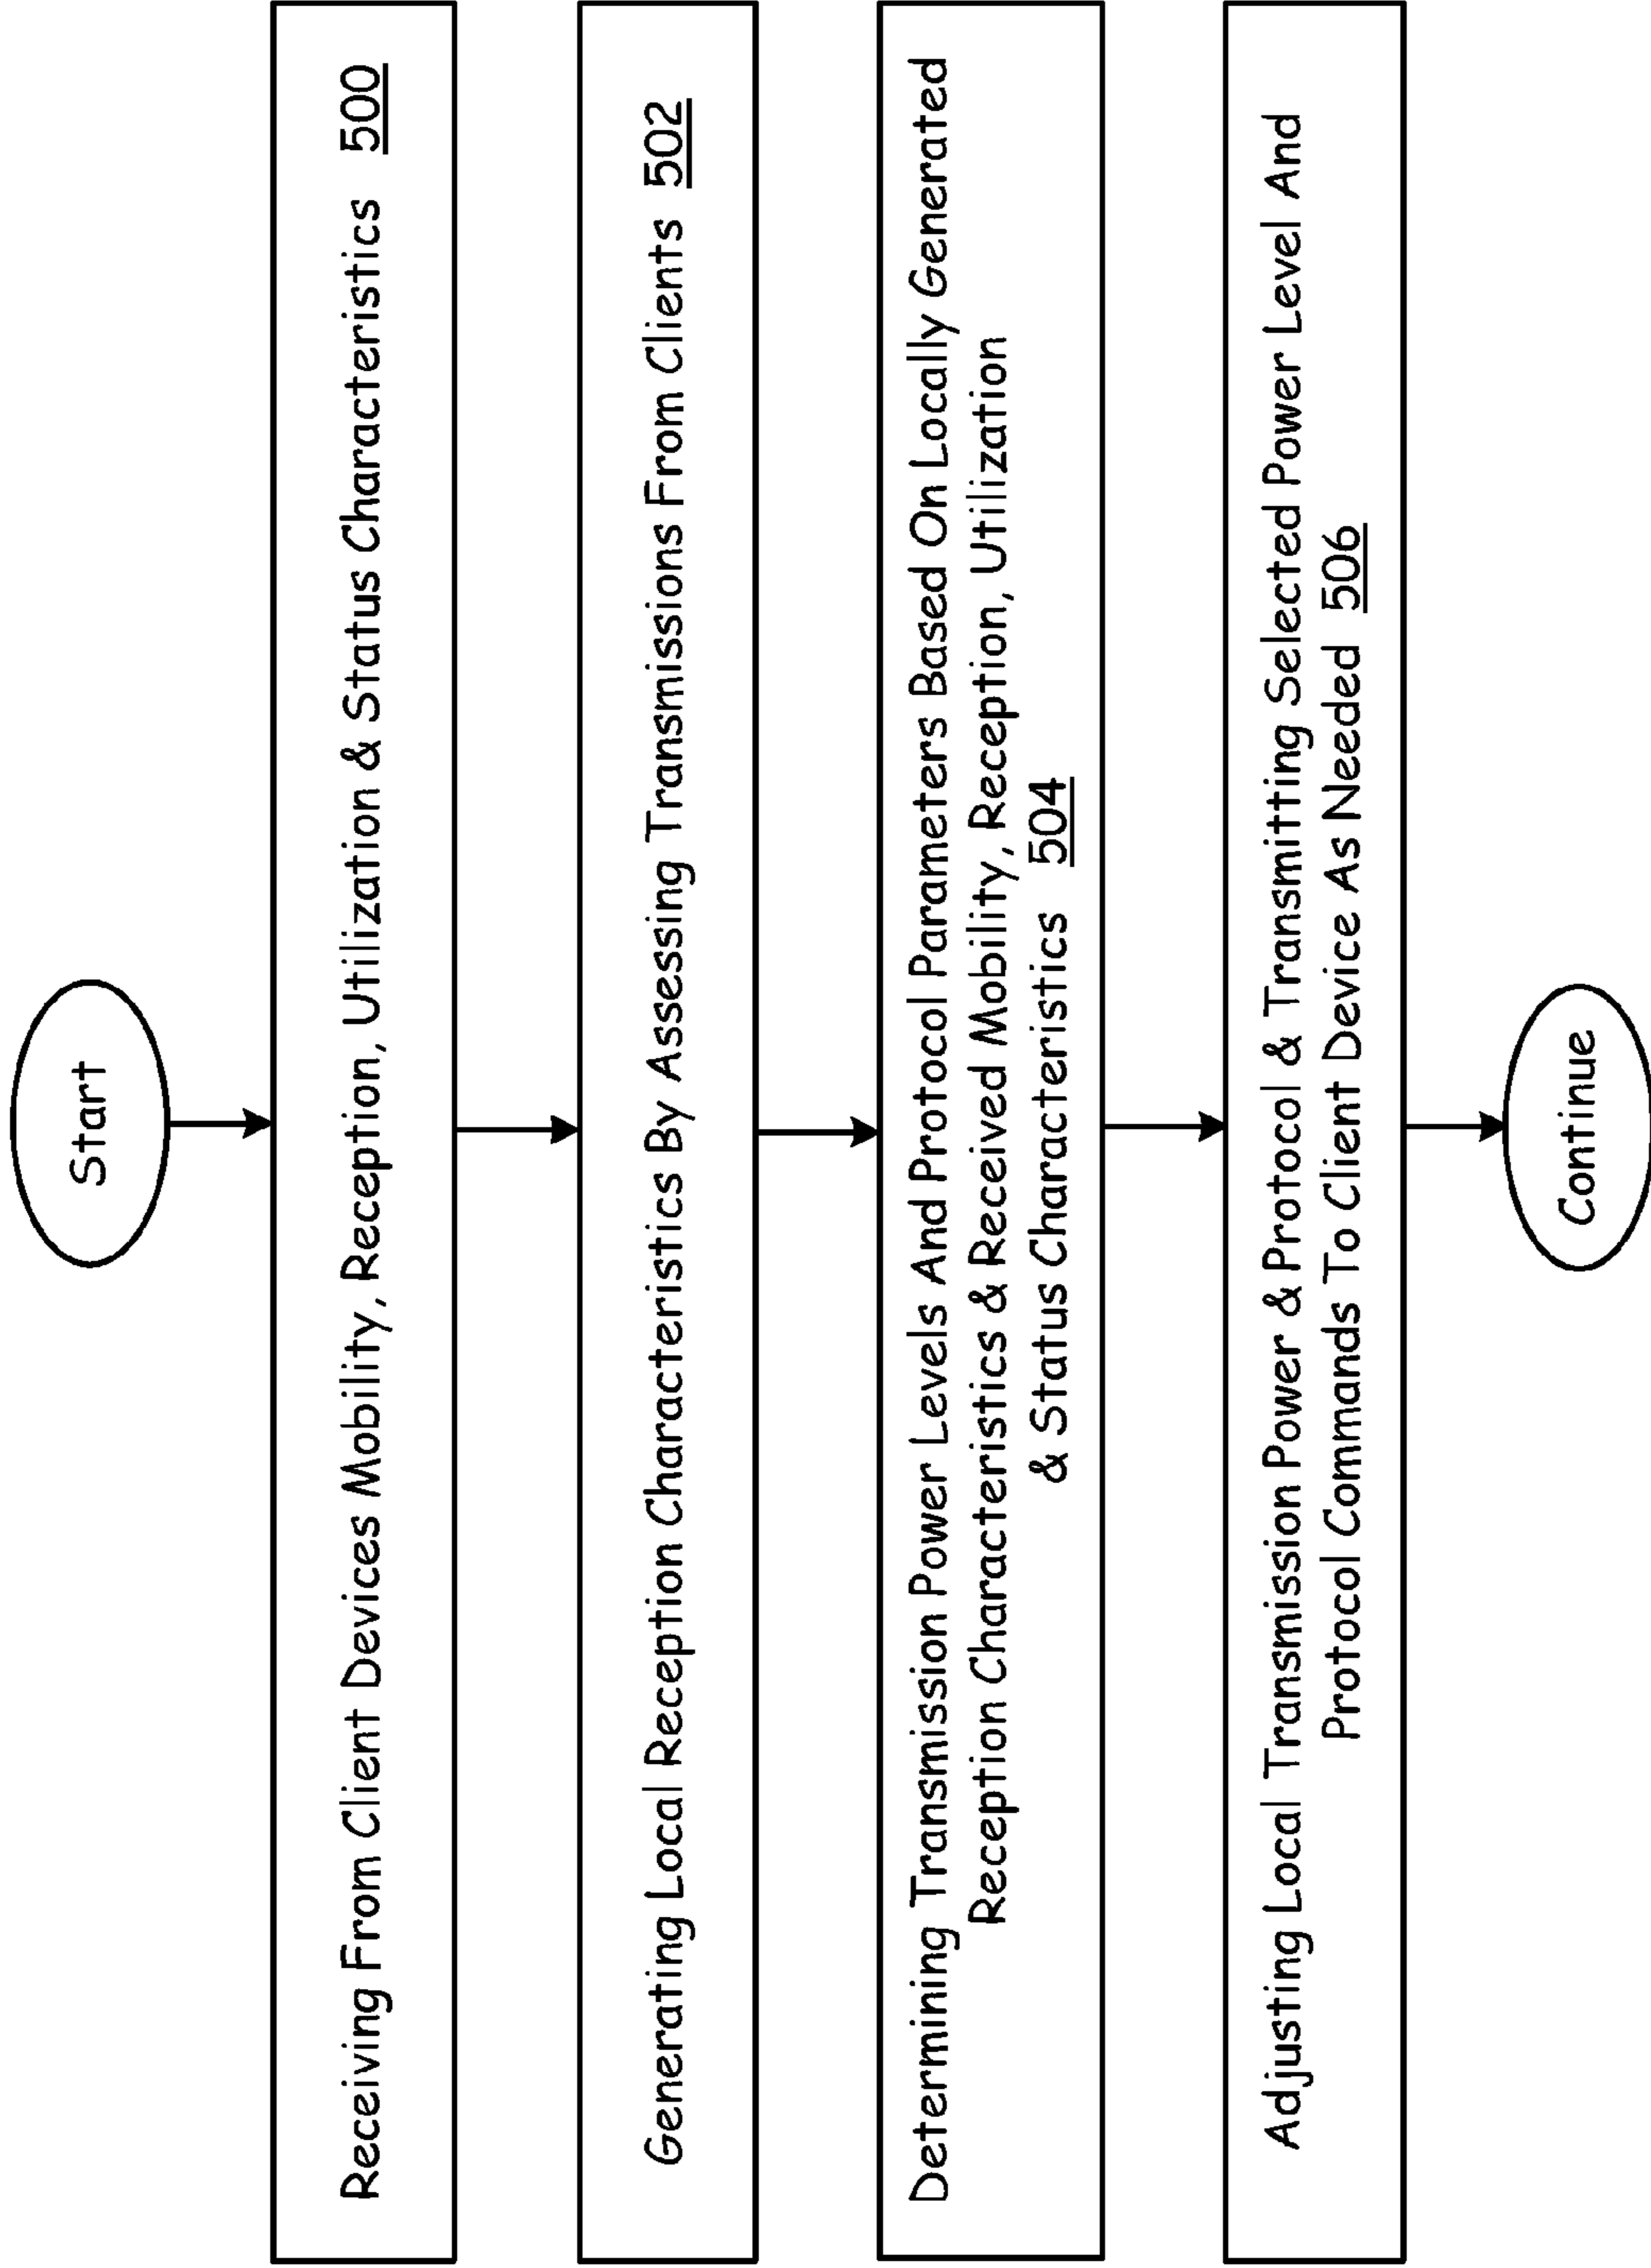 Start
Receiving From Client Devices Mobility, Reception, Utilization & Status Characteristics 500
Generating Local Reception Characteristics By Assessing Transmissions From Clients 502
Determining Transmission Power Levels And Protocol Parameters Based On Locally Generated
Reception Characteristics & Received Mobility, Reception, Utilization
& Status Characteristics 504
Adjusting Local Transmission Power & Protocol & Transmitting Selected Power Level And
Protocol Commands To Client Device As Needed 506
Continue